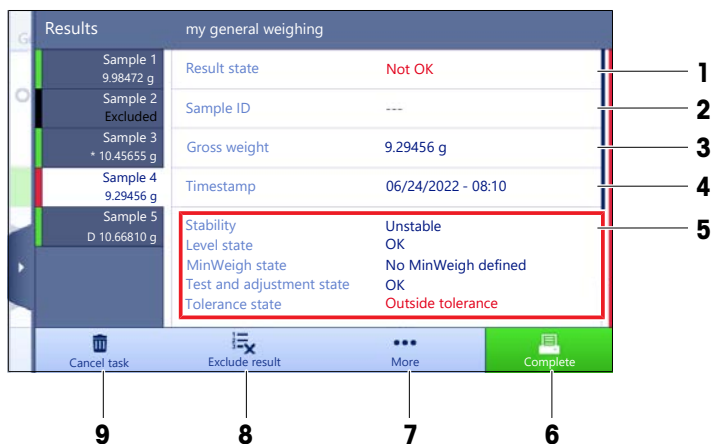 Results my general weighing
Sample 1
9.98472 g
Sample 2
Excluded
Sample 3
* 10.45655 g
Sample 4
9.29456 g
Sample 5
D 10.66810 g
Result state Not OK
Sample ID ---
Gross weight 9.29456 g
Timestamp 06/24/2022 - 08:10
Stability Unstable
Level state OK
MinWeigh state No MinWeigh defined
Test and adjustment state OK
Tolerance state Outside tolerance
Cancel task Exclude result More Complete
1
2
3
4
5
9 8 7 6